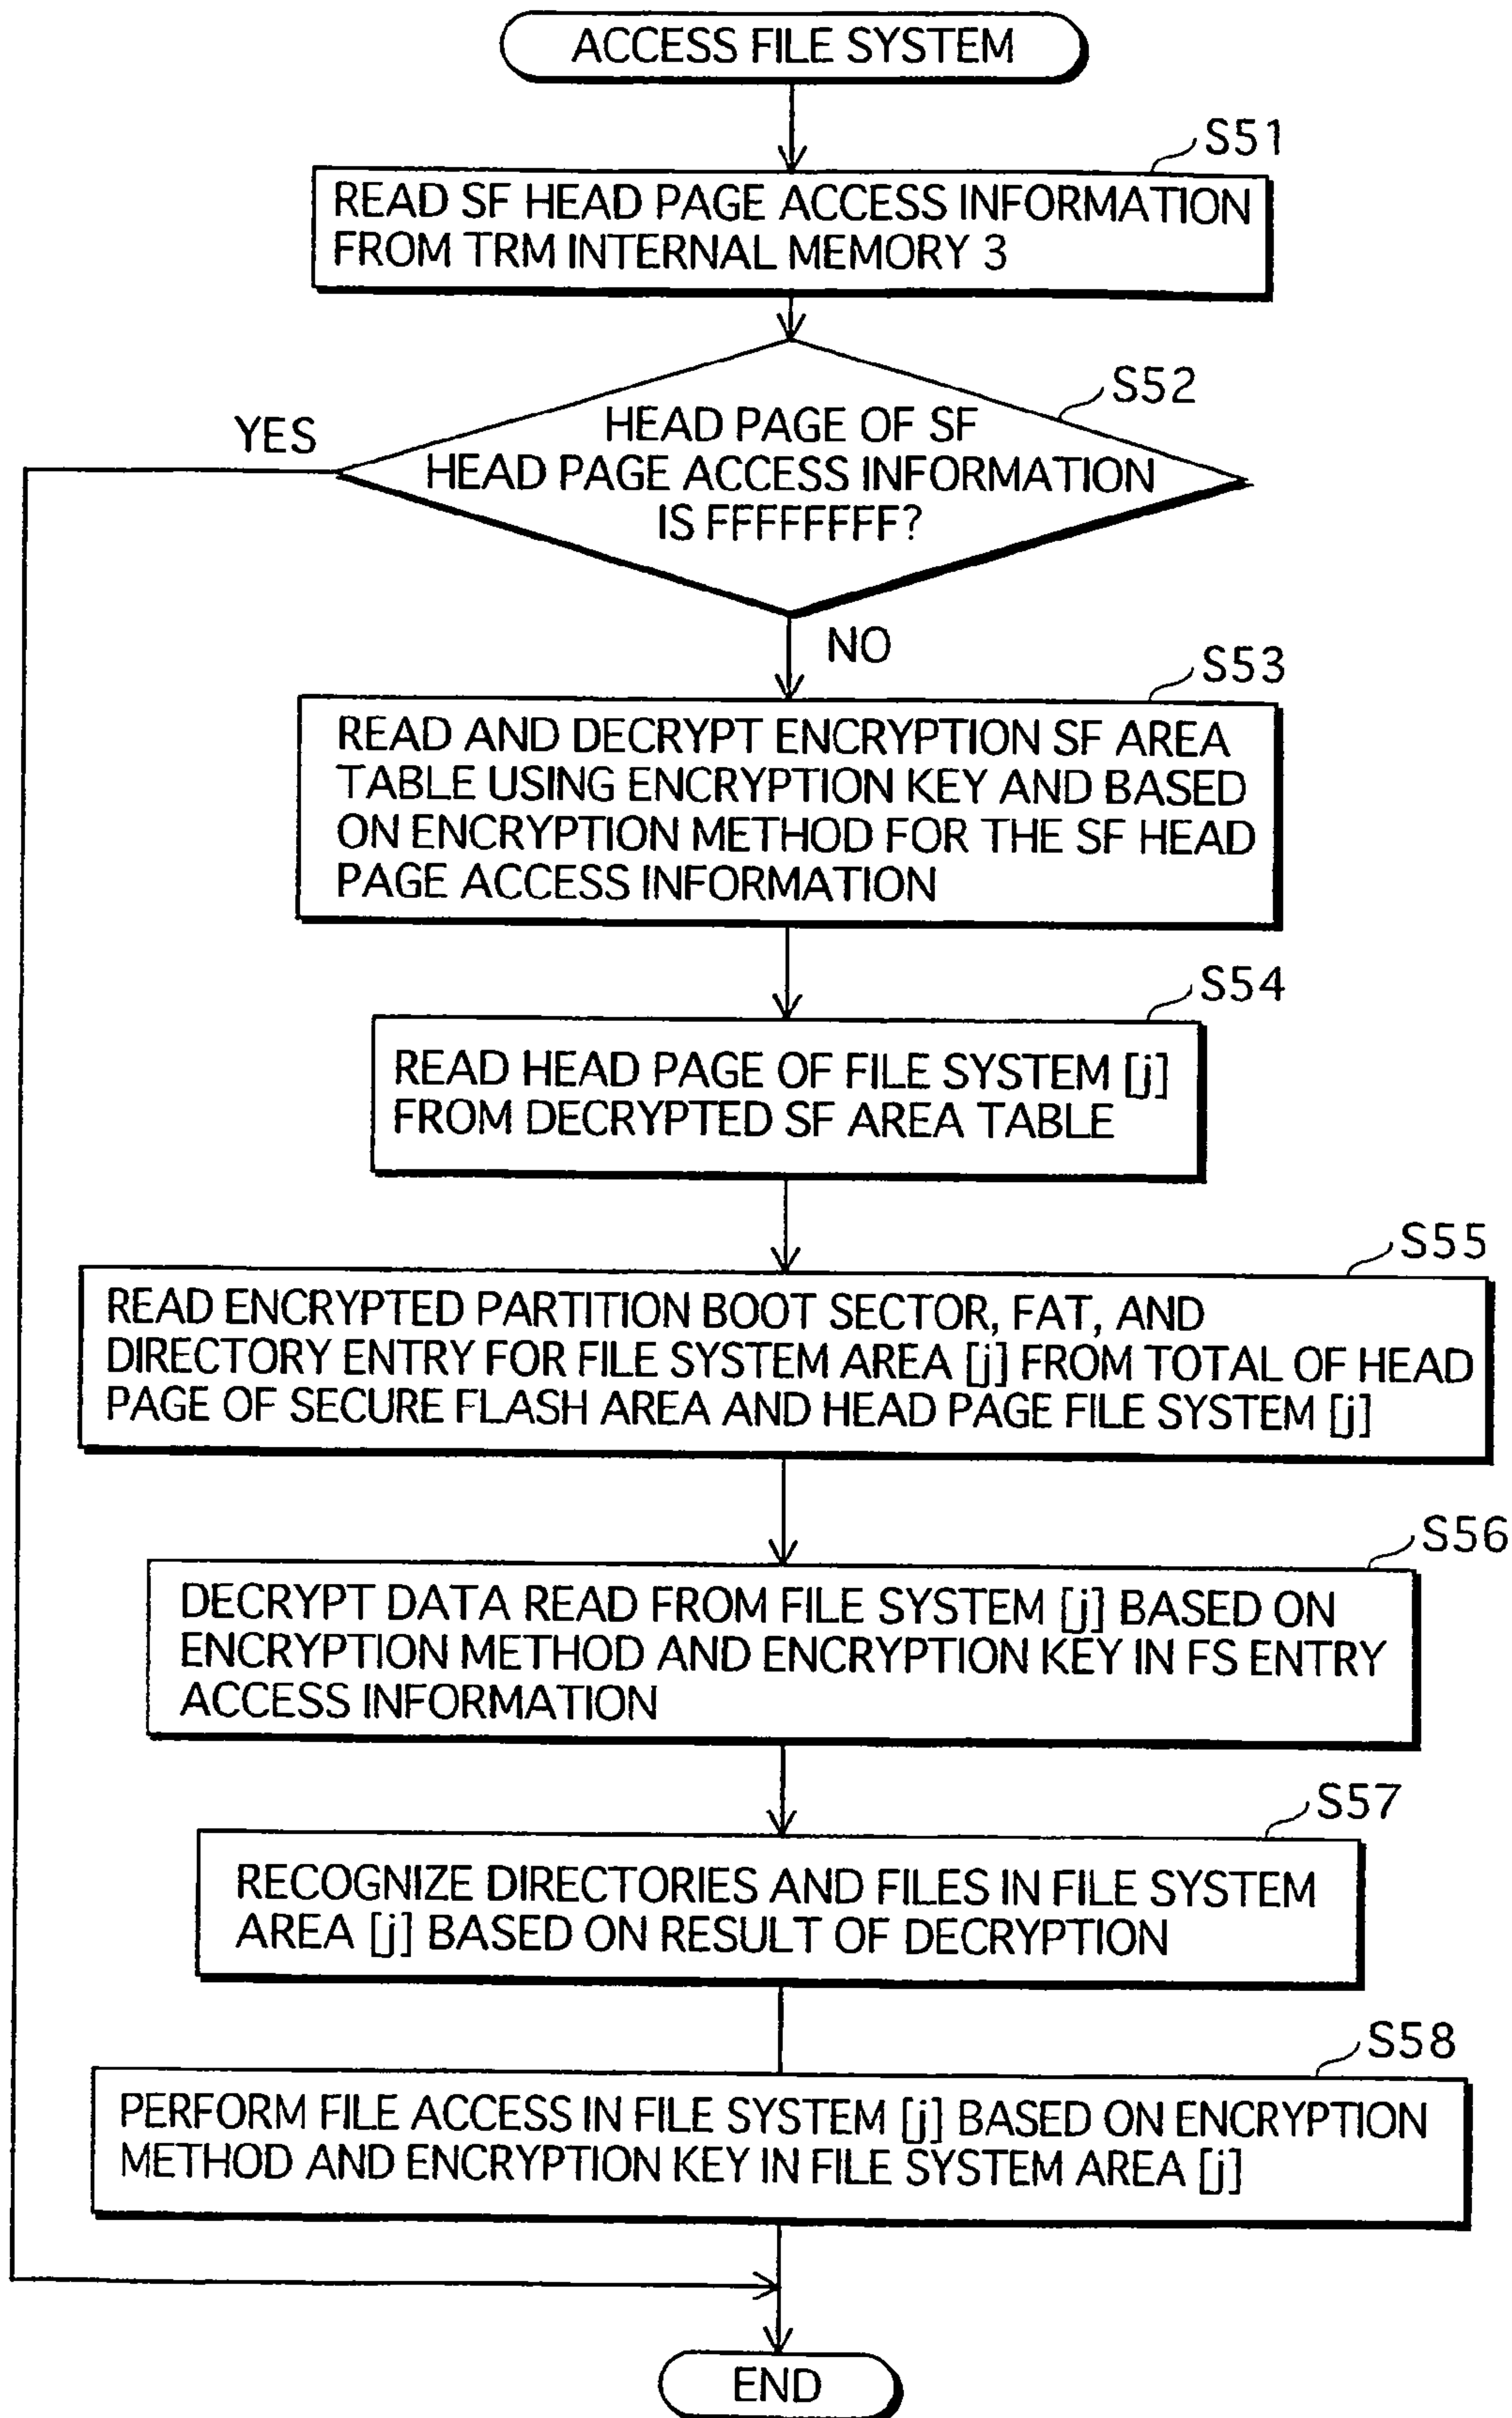 ACCESS FILE SYSTEM
S51
READ SF HEAD PAGE ACCESS INFORMATION
FROM TRM INTERNAL MEMORY 3
S52
YES
HEAD PAGE OF SF
HEAD PAGE ACCESS INFORMATION
IS FFFFFFFF?
NO
S53
READ AND DECRYPT ENCRYPTION SF AREA
TABLE USING ENCRYPTION KEY AND BASED
ON ENCRYPTION METHOD FOR THE SF HEAD
PAGE ACCESS INFORMATION
S54
READ HEAD PAGE OF FILE SYSTEM [j]
FROM DECRYPTED SF AREA TABLE
S55
READ ENCRYPTED PARTITION BOOT SECTOR, FAT, AND
DIRECTORY ENTRY FOR FILE SYSTEM AREA [j] FROM TOTAL OF HEAD
PAGE OF SECURE FLASH AREA AND HEAD PAGE FILE SYSTEM [j]
S56
DECRYPT DATA READ FROM FILE SYSTEM [j] BASED ON
ENCRYPTION METHOD AND ENCRYPTION KEY IN FS ENTRY
ACCESS INFORMATION
S57
RECOGNIZE DIRECTORIES AND FILES IN FILE SYSTEM
AREA [j] BASED ON RESULT OF DECRYPTION
S58
PERFORM FILE ACCESS IN FILE SYSTEM [j] BASED ON ENCRYPTION
METHOD AND ENCRYPTION KEY IN FILE SYSTEM AREA [j]
END